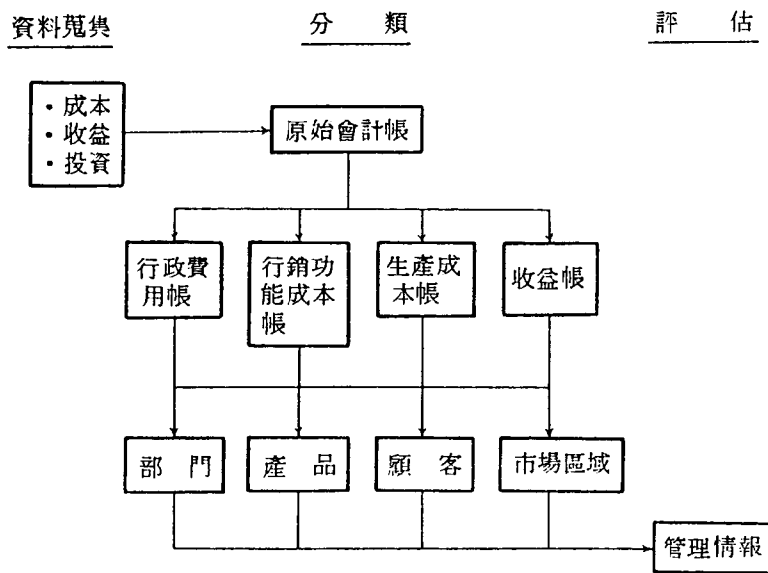 資料蒐集
分類
評估
・成本
・收益
・投資
原始會計帳
行政費
用帳
行銷功
能成本
帳
生產成
本帳
收益帳
部門
產品
顧客
市場區域
管理情報